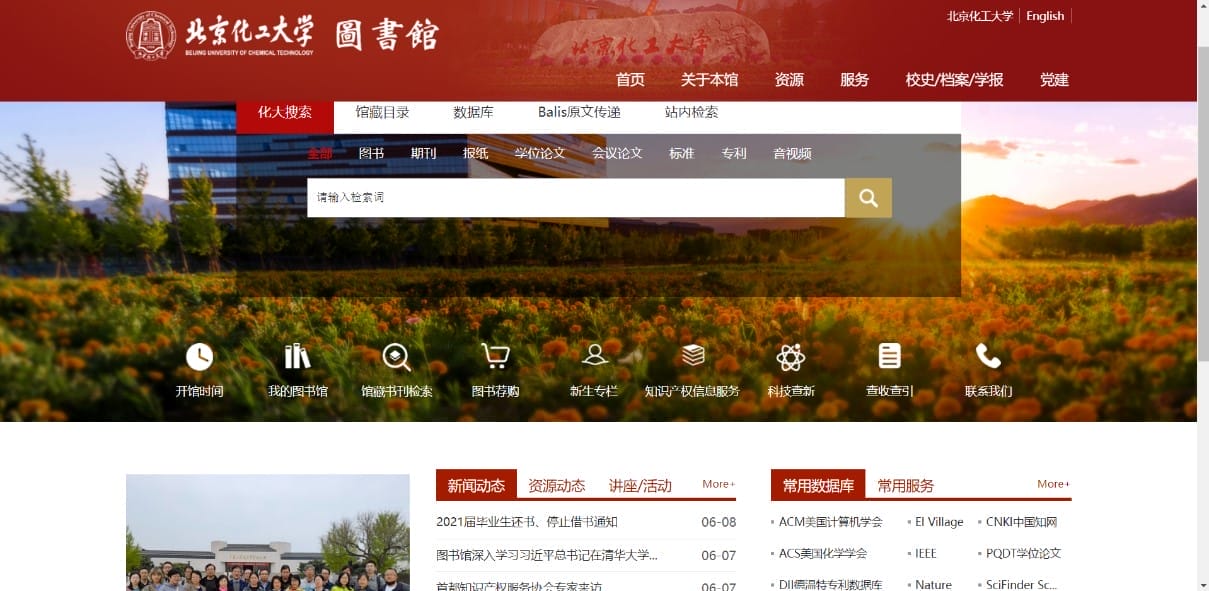 北京化工大学 圖書館
BEIJING UNIVERSITY OF CHEMICAL TECHNOLOGY
北京化工大学
北京化工大学 English
首页 关于本馆 资源 服务 校史/档案/学报 党建
化大搜索 馆藏目录 数据库 Balis原文传递 站内检索
全部 图书 期刊 报纸 学位论文 会议论文 标准 专利 音视频
请输入检索词
开馆时间 我的图书馆 馆藏书刊检索 图书荐购 新生专栏 知识产权信息服务 科技查新 查收查引 联系我们
新闻动态 资源动态 讲座/活动 More+
2021届毕业生还书、停止借书通知 06-08
图书馆深入学习习近平总书记在清华大学... 06-07
首都知识产权服务协会专家来访 06-07
常用数据库 常用服务 More+
ACM美国计算机学会 EI Village CNKI中国知网
ACS美国化学学会 IEEE PQDT学位论文
DII德温特专利数据库 Nature SciFinder Sc...